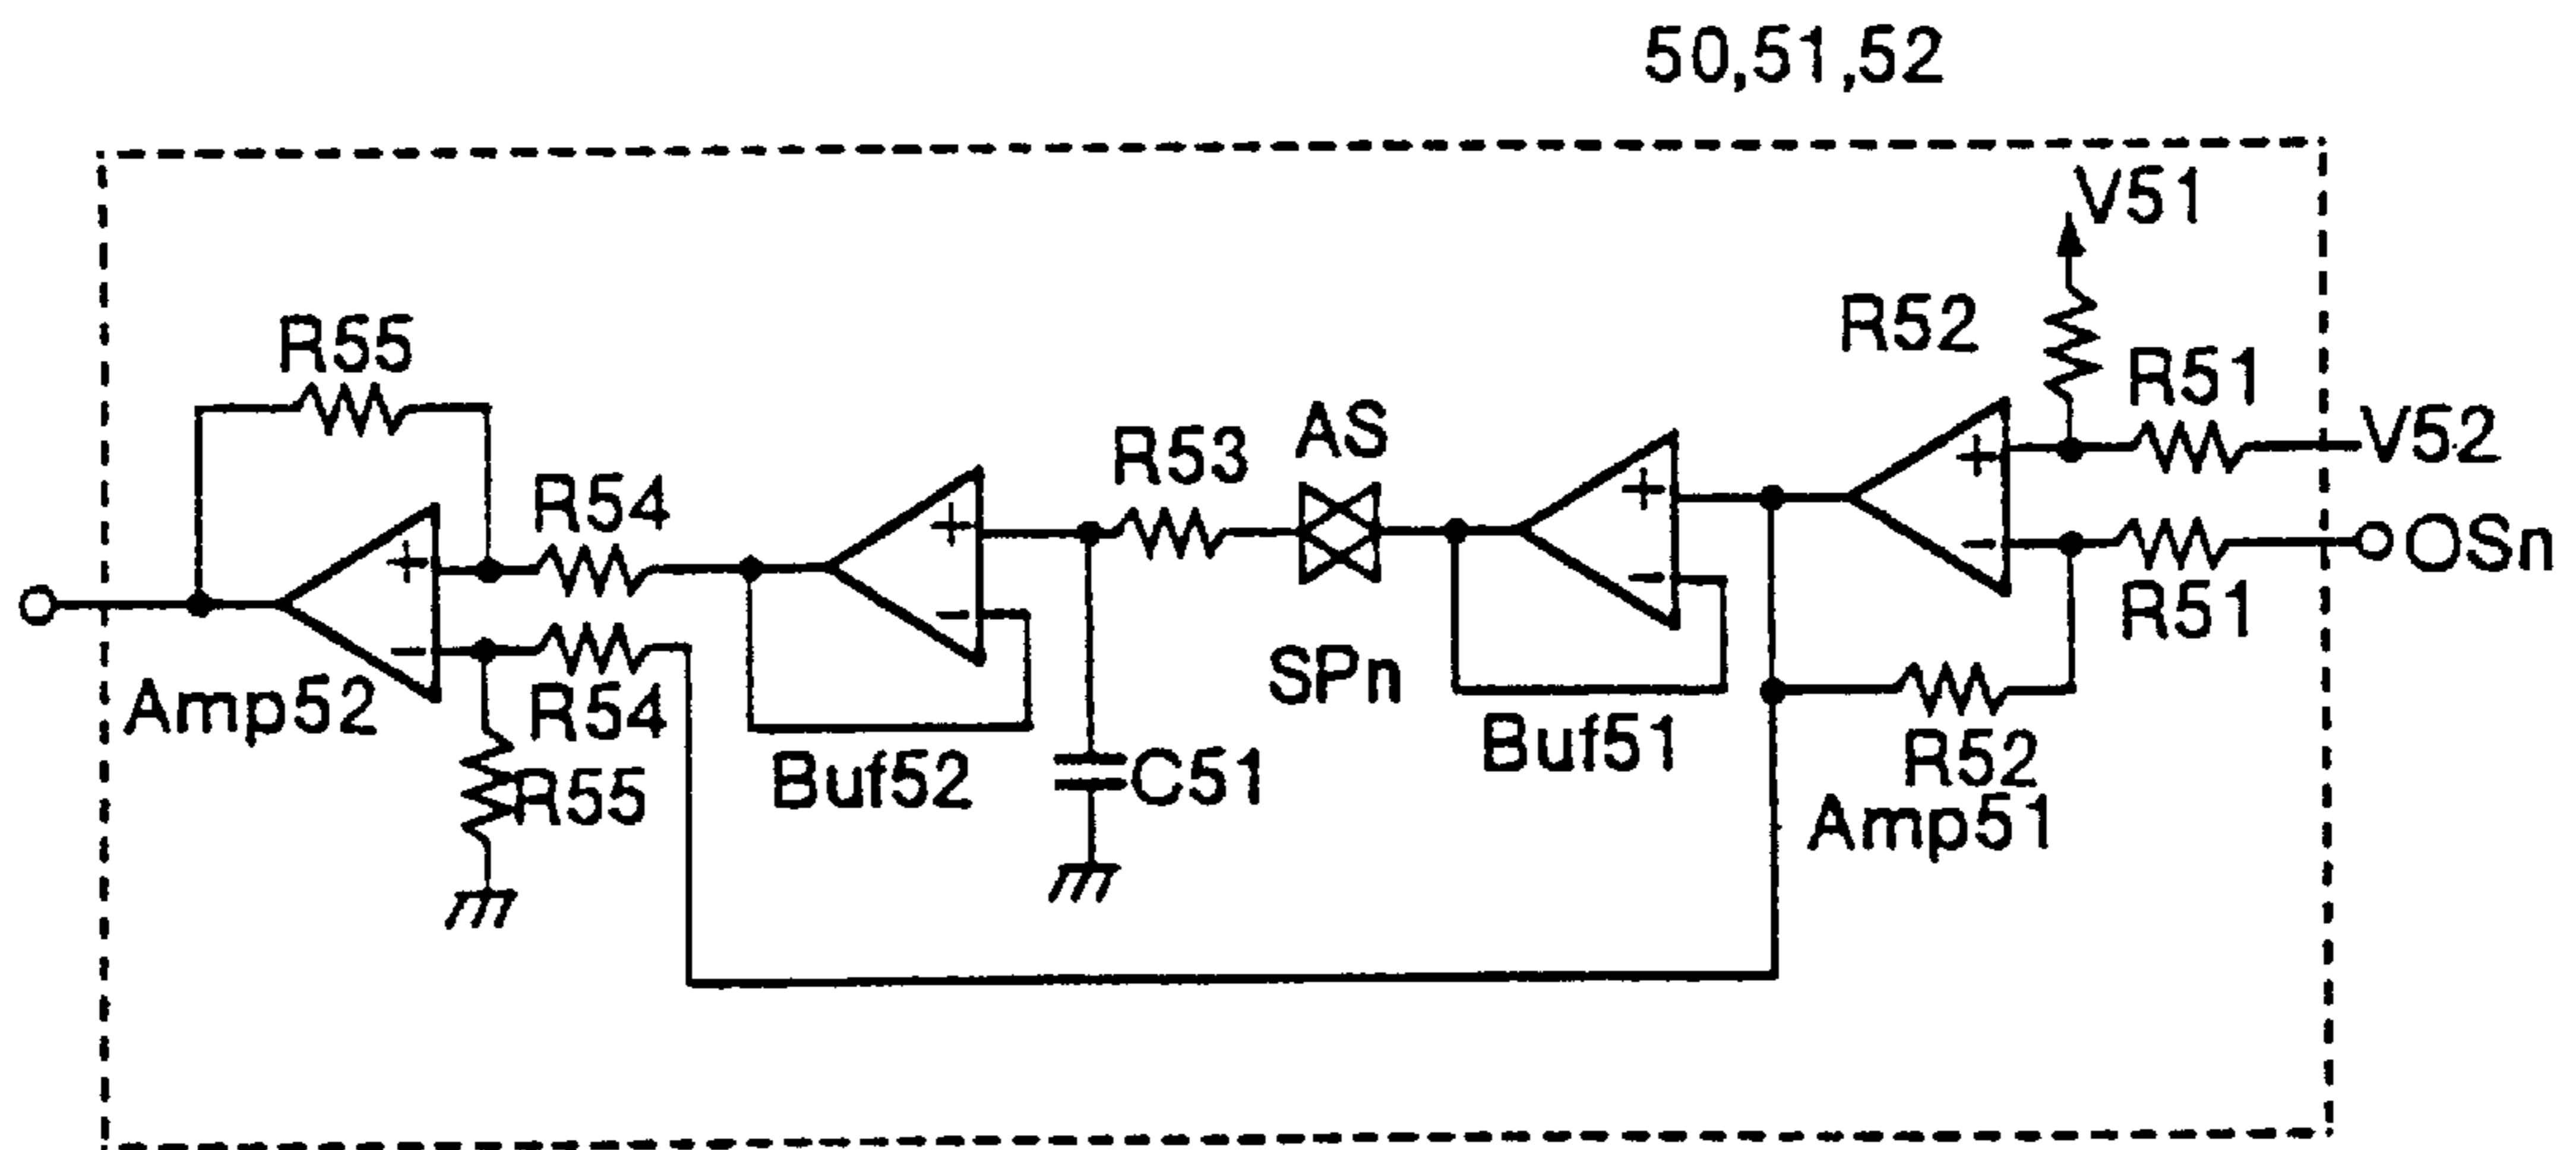 50,51,52
V51
R52
R51
V52
R55
AS
R53
R54
+
-
+
-
+
-
+
-
OSn
R51
SPn
Amp52
R54
R55
Buf52
C51
Buf51
R52
Amp51